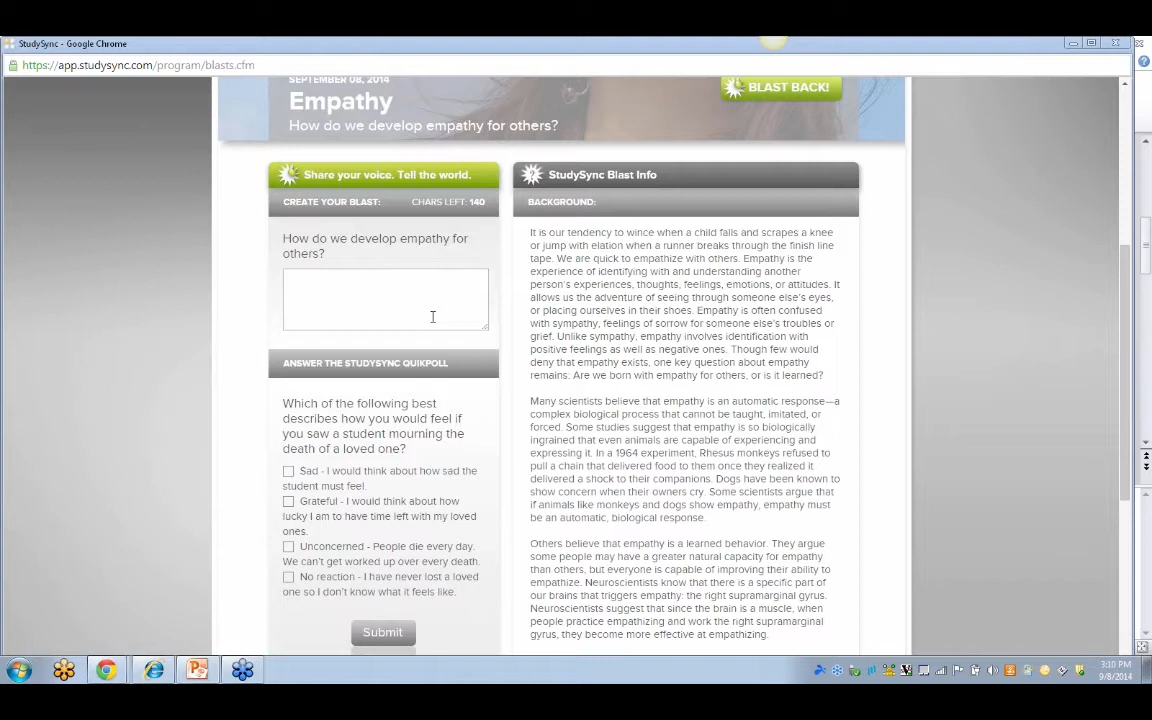 StudySync - Google Chrome
https://app.studysync.com/program/blasts.cfm
SEPTEMBER 08, 2014
Empathy
How do we develop empathy for others?
BLAST BACK!
Share your voice. Tell the world.
CREATE YOUR BLAST: CHARS LEFT: 140
How do we develop empathy for
others?
ANSWER THE STUDYSYNC QUIKPOLL
Which of the following best
describes how you would feel if
you saw a student mourning the
death of a loved one?
Sad - I would think about how sad the
student must feel.
Grateful - I would think about how
lucky I am to have time left with my loved
ones.
Unconcerned - People die every day.
We can't get worked up over every death.
No reaction - I have never lost a loved
one so I don't know what it feels like.
Submit
StudySync Blast Info
BACKGROUND:
It is our tendency to wince when a child falls and scrapes a knee
or jump with elation when a runner breaks through the finish line
tape. We are quick to empathize with others. Empathy is the
experience of identifying with and understanding another
person's experiences, thoughts, feelings, emotions, or attitudes. It
allows us the adventure of seeing through someone else's eyes,
or placing ourselves in their shoes. Empathy is often confused
with sympathy, feelings of sorrow for someone else's troubles or
grief. Unlike sympathy, empathy involves identification with
positive feelings as well as negative ones. Though few would
deny that empathy exists, one key question about empathy
remains: Are we born with empathy for others, or is it learned?
Many scientists believe that empathy is an automatic response—a
complex biological process that cannot be taught, imitated, or
forced. Some studies suggest that empathy is so biologically
ingrained that even animals are capable of experiencing and
expressing it. In a 1964 experiment, Rhesus monkeys refused to
pull a chain that delivered food to them once they realized it
delivered a shock to their companions. Dogs have been known to
show concern when their owners cry. Some scientists argue that
if animals like monkeys and dogs show empathy, empathy must
be an automatic, biological response.
Others believe that empathy is a learned behavior. They argue
some people may have a greater natural capacity for empathy
than others, but everyone is capable of improving their ability to
empathize. Neuroscientists know that there is a specific part of
our brains that triggers empathy: the right supramarginal gyrus.
Neuroscientists suggest that since the brain is a muscle, when
people practice empathizing and work the right supramarginal
gyrus, they become more effective at empathizing.
3:10 PM
9/8/2014